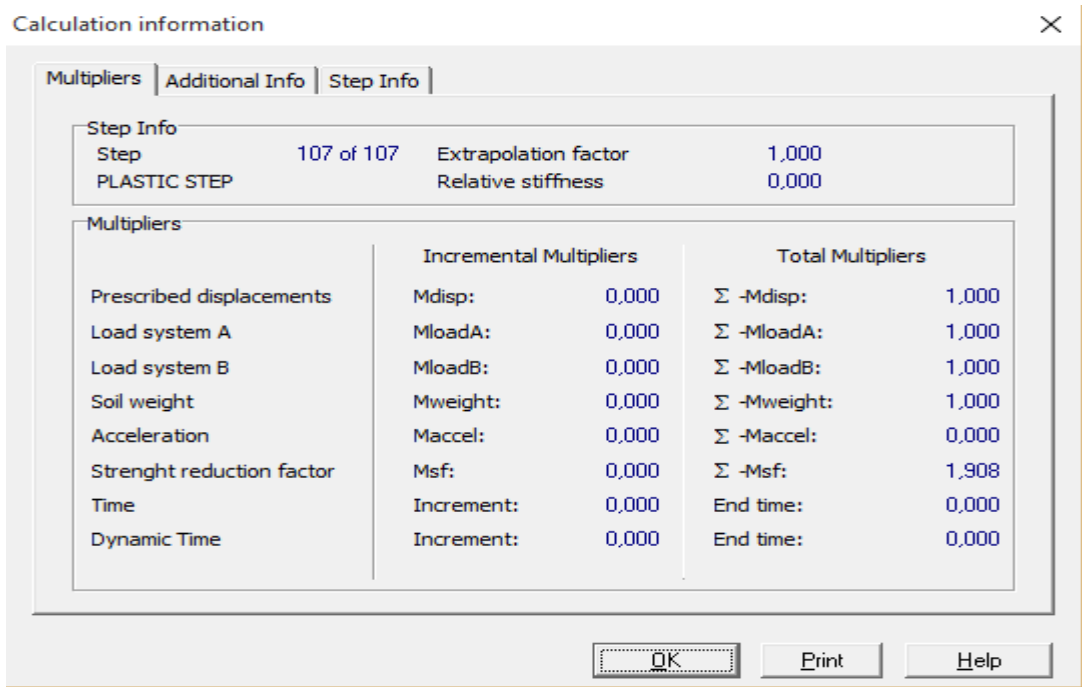 Calculation information
Multipliers Additional Info Step Info
Step Info
Step 107 of 107 Extrapolation factor 1,000
PLASTIC STEP Relative stiffness 0,000
Multipliers
Incremental Multipliers Total Multipliers
Prescribed displacements Mdisp: 0,000 Σ -Mdisp: 1,000
Load system A MloadA: 0,000 Σ -MloadA: 1,000
Load system B MloadB: 0,000 Σ -MloadB: 1,000
Soil weight Mweight: 0,000 Σ -Mweight: 1,000
Acceleration Maccel: 0,000 Σ -Maccel: 0,000
Strenght reduction factor Msf: 0,000 Σ -Msf: 1,908
Time Increment: 0,000 End time: 0,000
Dynamic Time Increment: 0,000 End time: 0,000
OK Print Help